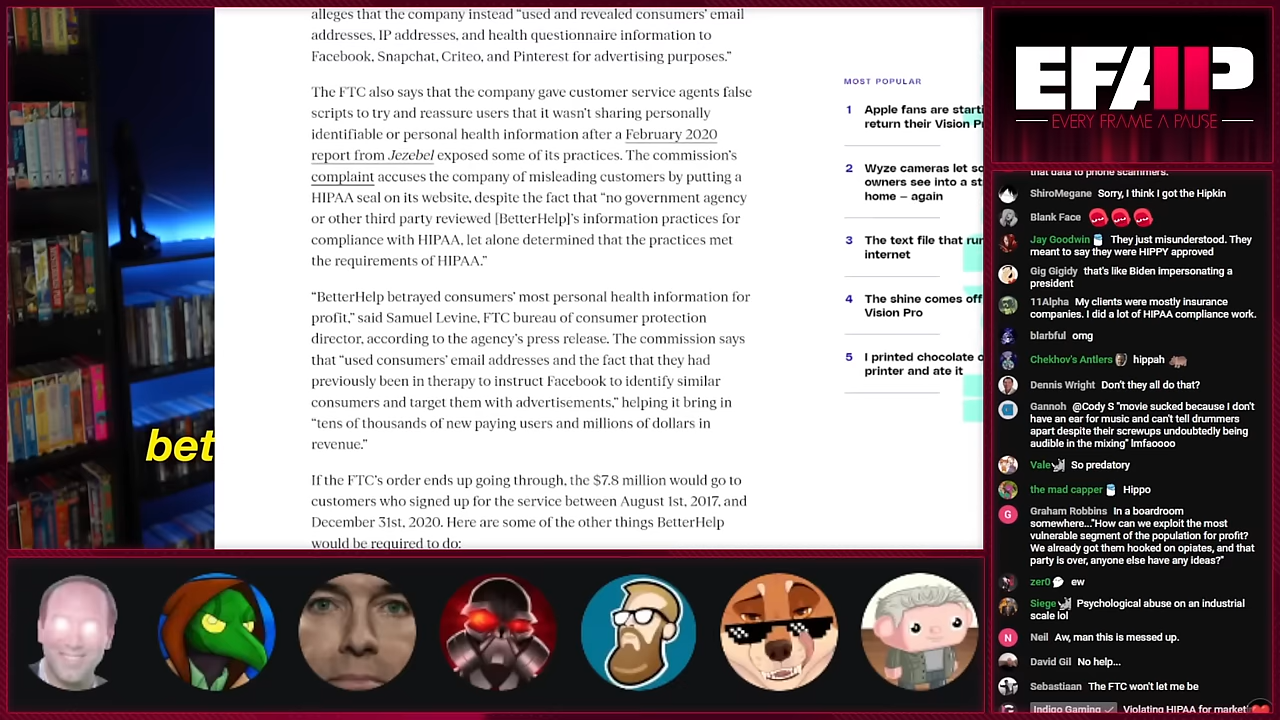 alleges that the company instead “used and revealed consumers’ email
addresses, IP addresses, and health questionnaire information to
Facebook, Snapchat, Criteo, and Pinterest for advertising purposes.”
The FTC also says that the company gave customer service agents false
scripts to try and reassure users that it wasn’t sharing personally
identifiable or personal health information after a February 2020
report from Jezebel exposed some of its practices. The commission’s
complaint accuses the company of misleading customers by putting a
HIPAA seal on its website, despite the fact that “no government agency
or other third party reviewed [BetterHelp]’s information practices for
compliance with HIPAA, let alone determined that the practices met
the requirements of HIPAA.”
“BetterHelp betrayed consumers’ most personal health information for
profit,” said Samuel Levine, FTC bureau of consumer protection
director, according to the agency’s press release. The commission says
that “used consumers’ email addresses and the fact that they had
previously been in therapy to instruct Facebook to identify similar
consumers and target them with advertisements,” helping it bring in
“tens of thousands of new paying users and millions of dollars in
revenue.”
If the FTC’s order ends up going through, the $7.8 million would go to
customers who signed up for the service between August 1st, 2017, and
December 31st, 2020. Here are some of the other things BetterHelp
would be required to do:
MOST POPULAR
1 Apple fans are starti
return their Vision Pr
2 Wyze cameras let so
owners see into a st
home – again
3 The text file that run
internet
4 The shine comes off
Vision Pro
5 I printed chocolate o
printer and ate it
bet
EFAP
EVERY FRAME A PAUSE
that data to phone scammers.
ShiroMegane Sorry, I think I got the Hipkin
Blank Face
Jay Goodwin They just misunderstood. They
meant to say they were HIPPY approved
Gig Gigidy that's like Biden impersonating a
president
11Alpha My clients were mostly insurance
companies. I did a lot of HIPAA compliance work.
blarbful omg
Chekhov's Antlers hippah
Dennis Wright Don't they all do that?
Gannoh @Cody S "movie sucked because I don't
have an ear for music and can't tell drummers
apart despite their screwups undoubtedly being
audible in the mixing" lmfaoooo
Vale So predatory
the mad capper Hippo
G
Graham Robbins In a boardroom
somewhere..."How can we exploit the most
vulnerable segment of the population for profit?
We already got them hooked on opiates, and that
party is over, anyone else have any ideas?"
zer0 ew
Siege Psychological abuse on an industrial
scale lol
N
Neil Aw, man this is messed up.
David Gil No help...
Sebastiaan The FTC won't let me be
Indigo Gaming Violating HIPAA for market